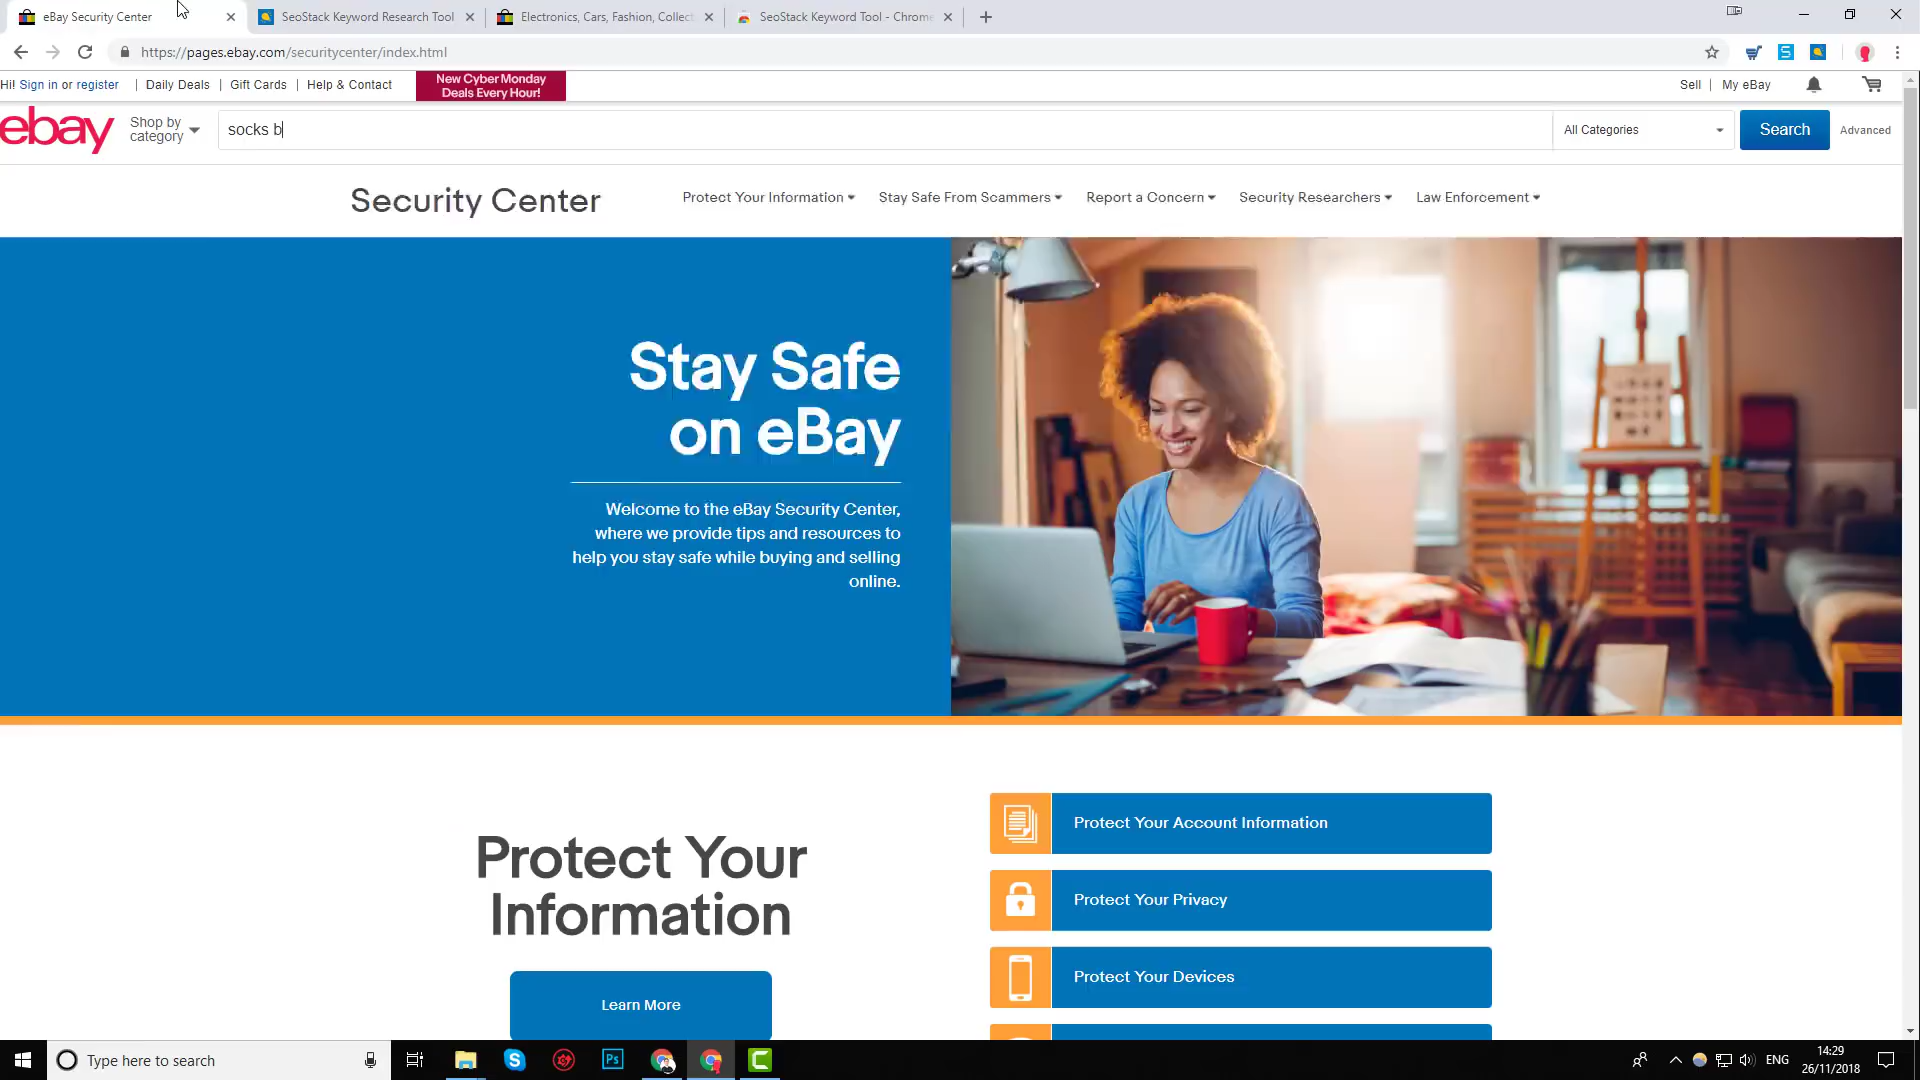 eBay Security Center
SeoStack Keyword Research Tool
Electronics, Cars, Fashion, Collect
SeoStack Keyword Tool - Chrome
https://pages.ebay.com/securitycenter/index.html
Hi! Sign in or register | Daily Deals | Gift Cards | Help & Contact
New Cyber Monday
Deals Every Hour!
Sell | My eBay
ebay
Shop by
category
socks b
All Categories
Search
Advanced
Security Center
Protect Your Information
Stay Safe From Scammers
Report a Concern
Security Researchers
Law Enforcement
Stay Safe
on eBay
Welcome to the eBay Security Center,
where we provide tips and resources to
help you stay safe while buying and selling
online.
Protect Your
Information
Learn More
Protect Your Account Information
Protect Your Privacy
Protect Your Devices
Type here to search
Ps
ENG
14:29
26/11/2018